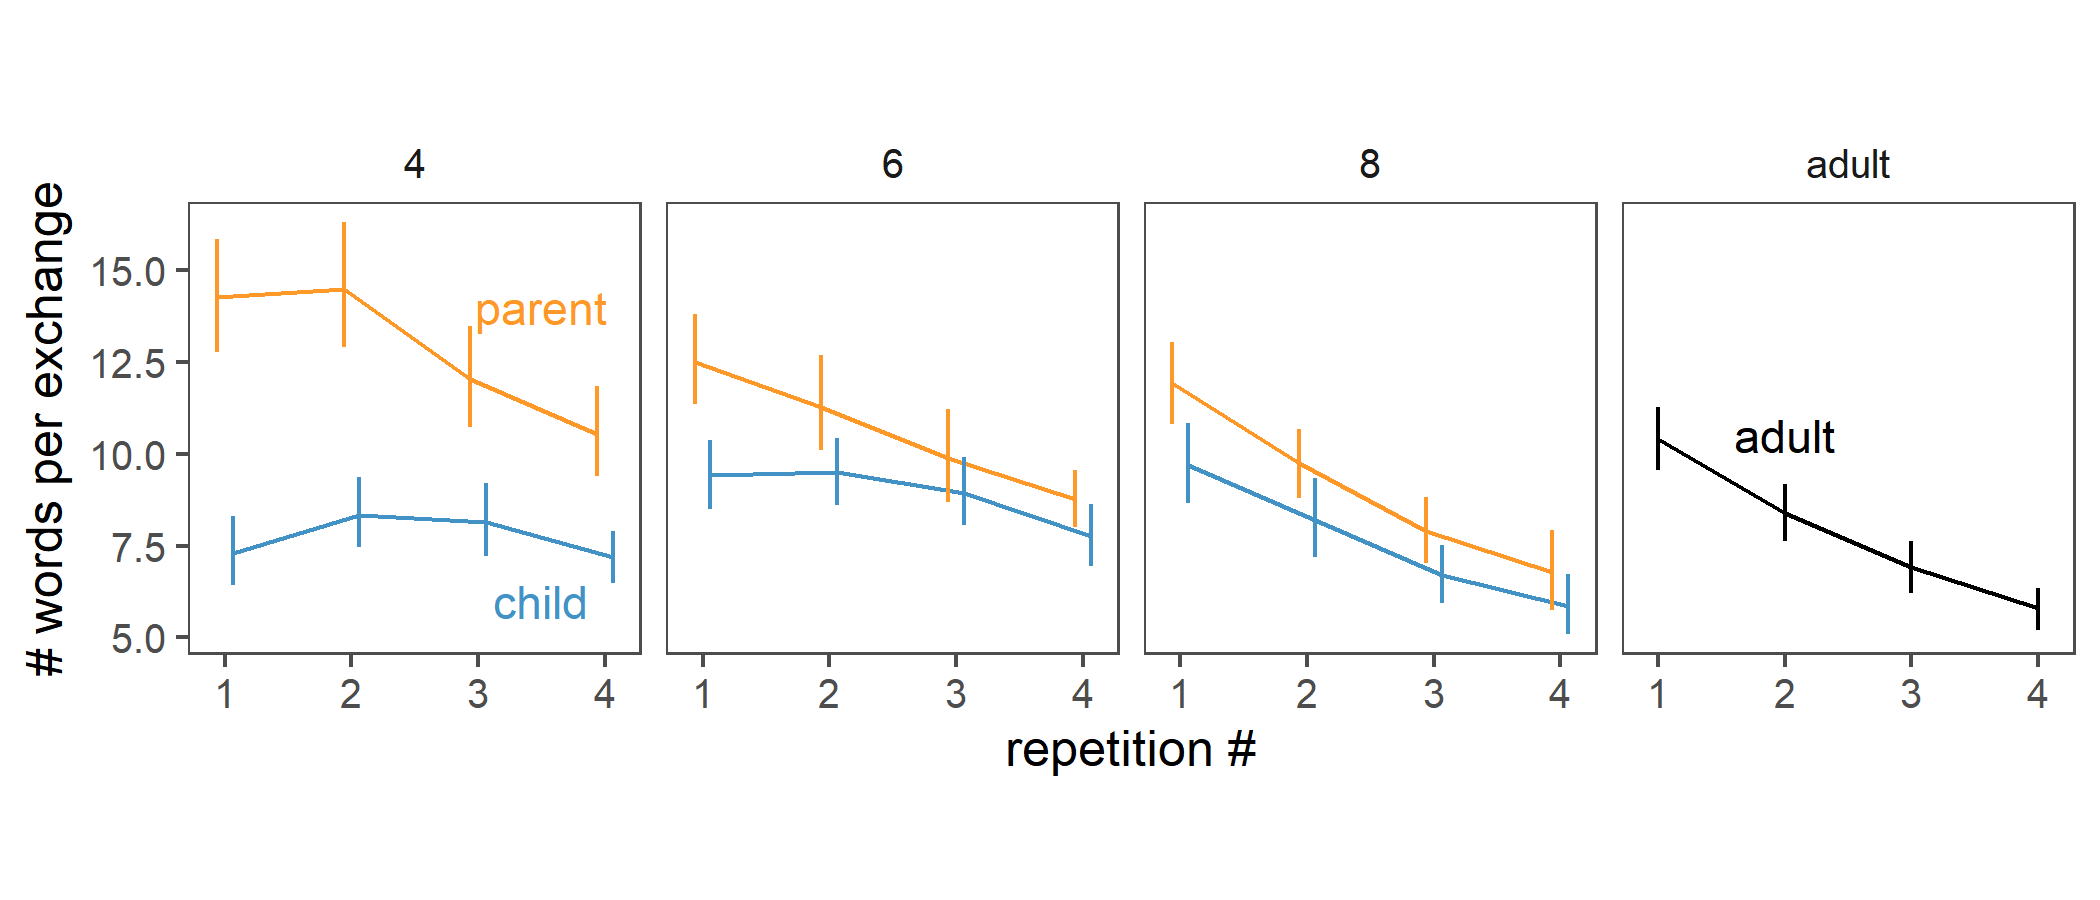 4
6
8
adult
# words per exchange
15.0
12.5
10.0
7.5
5.0
parent
child
adult
1 2 3 4
1 2 3 4
1 2 3 4
1 2 3 4
repetition #